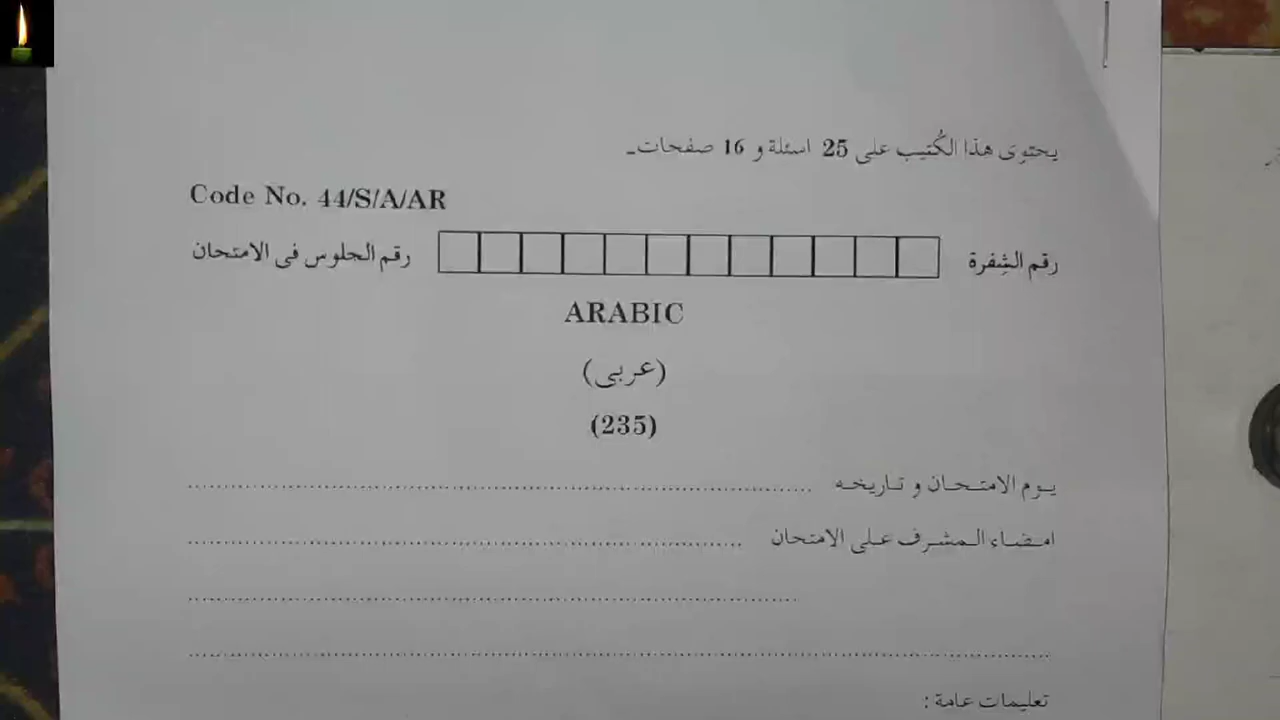 يحتوى هذا الكُتيب على 25 اسئلة و 16 صفحات۔
Code No. 44/S/A/AR
رقم الشِفرة رقم الجلوس فى الامتحان
ARABIC
(عربى)
(235)
يوم الامتحان و تاريخه
امضاء المشرف على الامتحان
تعليمات عامة :